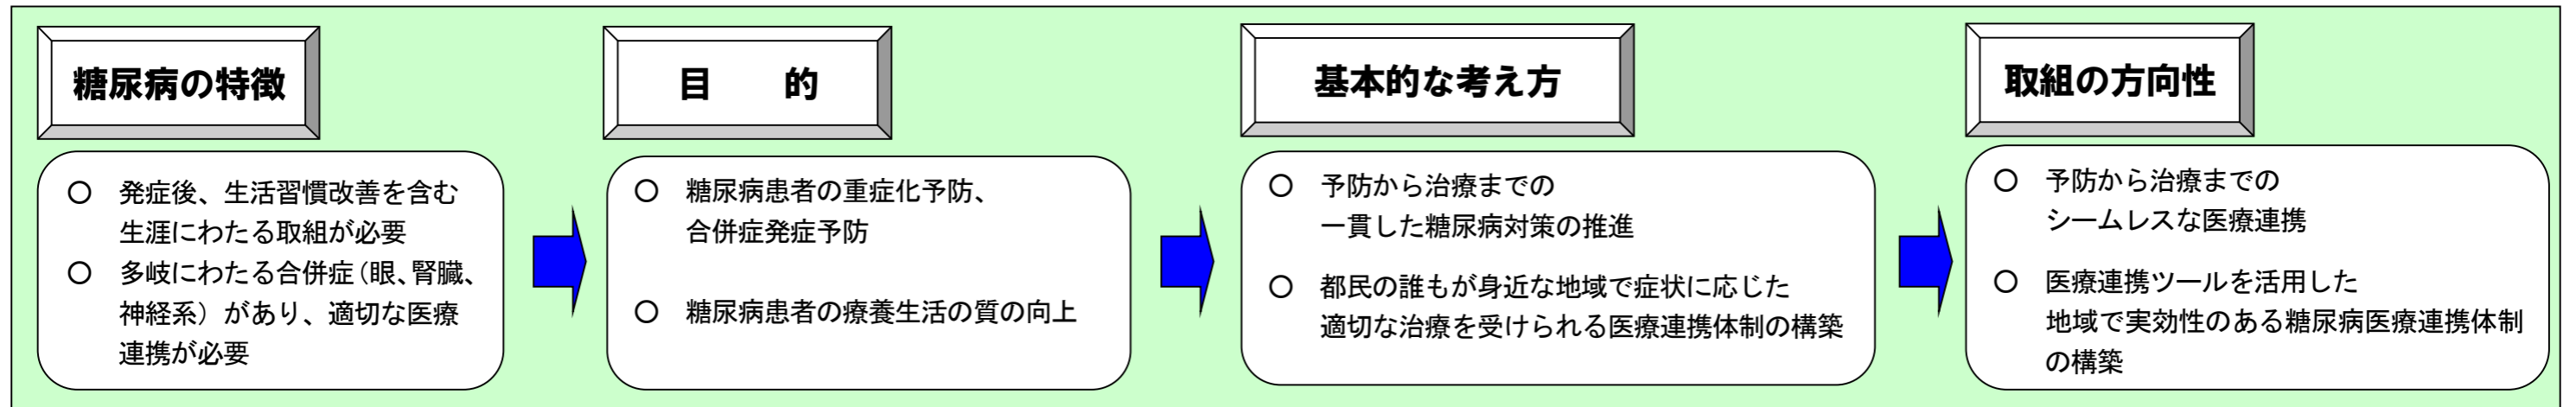 糖尿病の特徴
○ 発症後、生活習慣改善を含む
生涯にわたる取組が必要
○ 多岐にわたる合併症（眼、腎臓、
神経系）があり、適切な医療
連携が必要
目　　的
○ 糖尿病患者の重症化予防、
合併症発症予防
○ 糖尿病患者の療養生活の質の向上
基本的な考え方
○ 予防から治療までの
一貫した糖尿病対策の推進
○ 都民の誰もが身近な地域で症状に応じた
適切な治療を受けられる医療連携体制の構築
取組の方向性
○ 予防から治療までの
シームレスな医療連携
○ 医療連携ツールを活用した
地域で実効性のある糖尿病医療連携体制
の構築